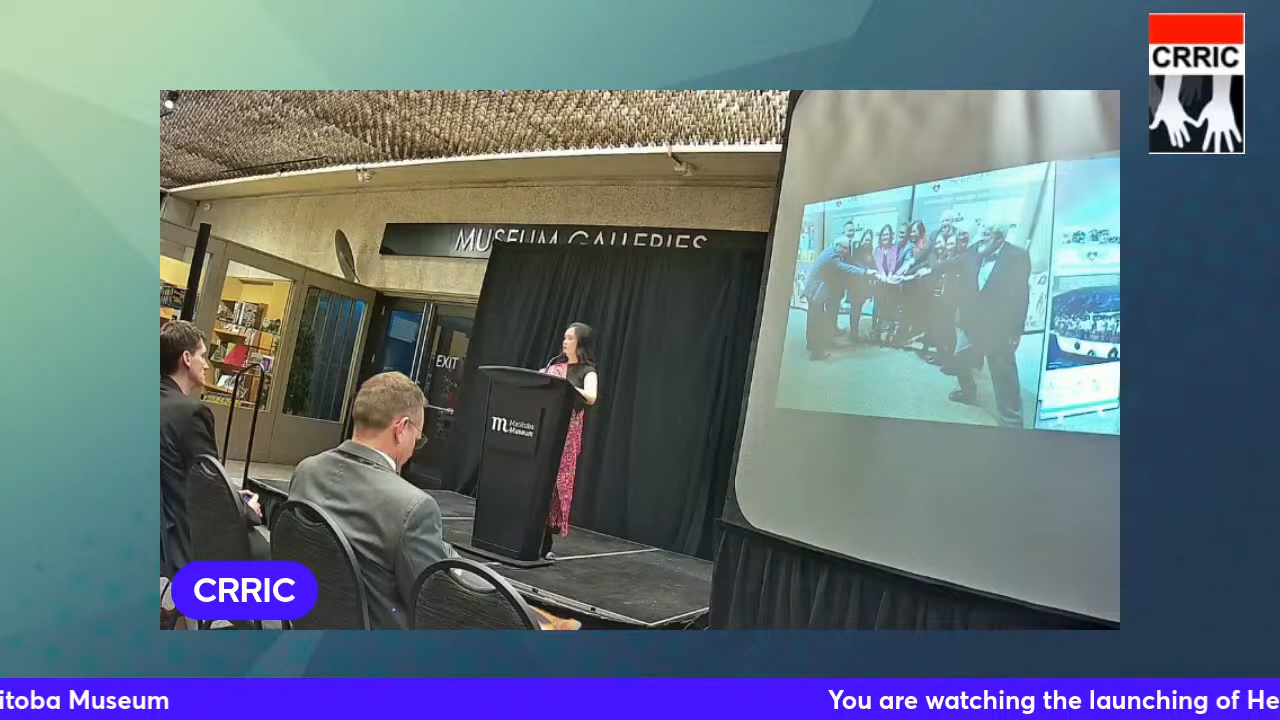 CRRIC
MUSEUM GALLERIES
EXIT
m Manitoba
Museum
CRRIC
itoba Museum
You are watching the launching of He